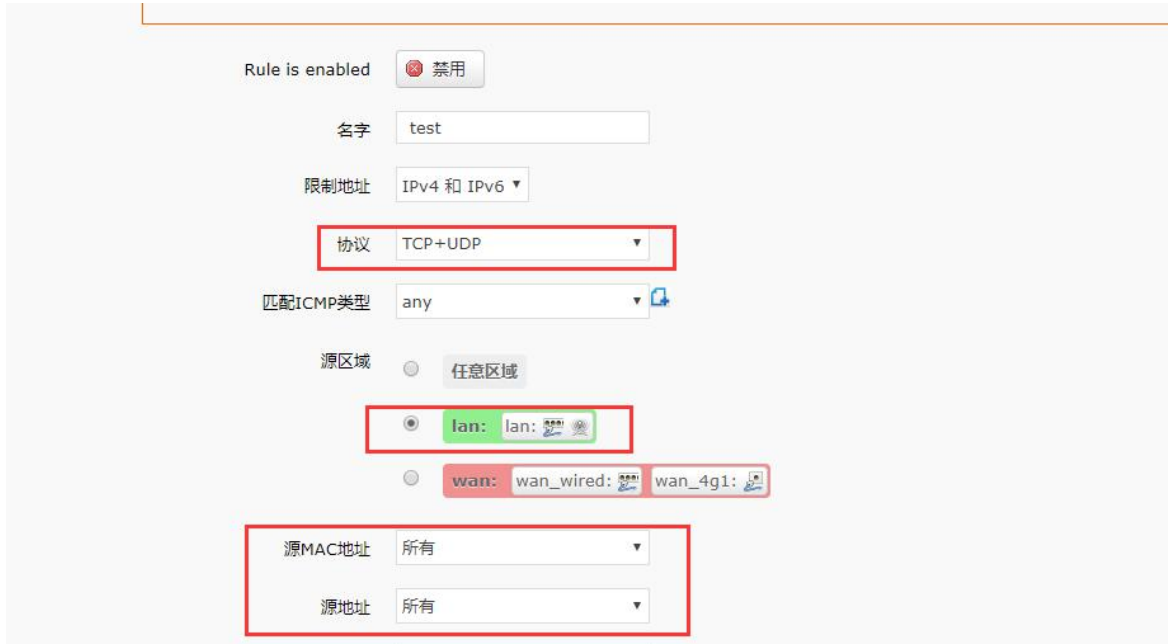 Rule is enabled 禁用
名字 test
限制地址 IPv4 和 IPv6
协议 TCP+UDP
匹配ICMP类型 any
源区域 任意区域
lan: lan:
wan: wan_wired: wan_4g1:
源MAC地址 所有
源地址 所有